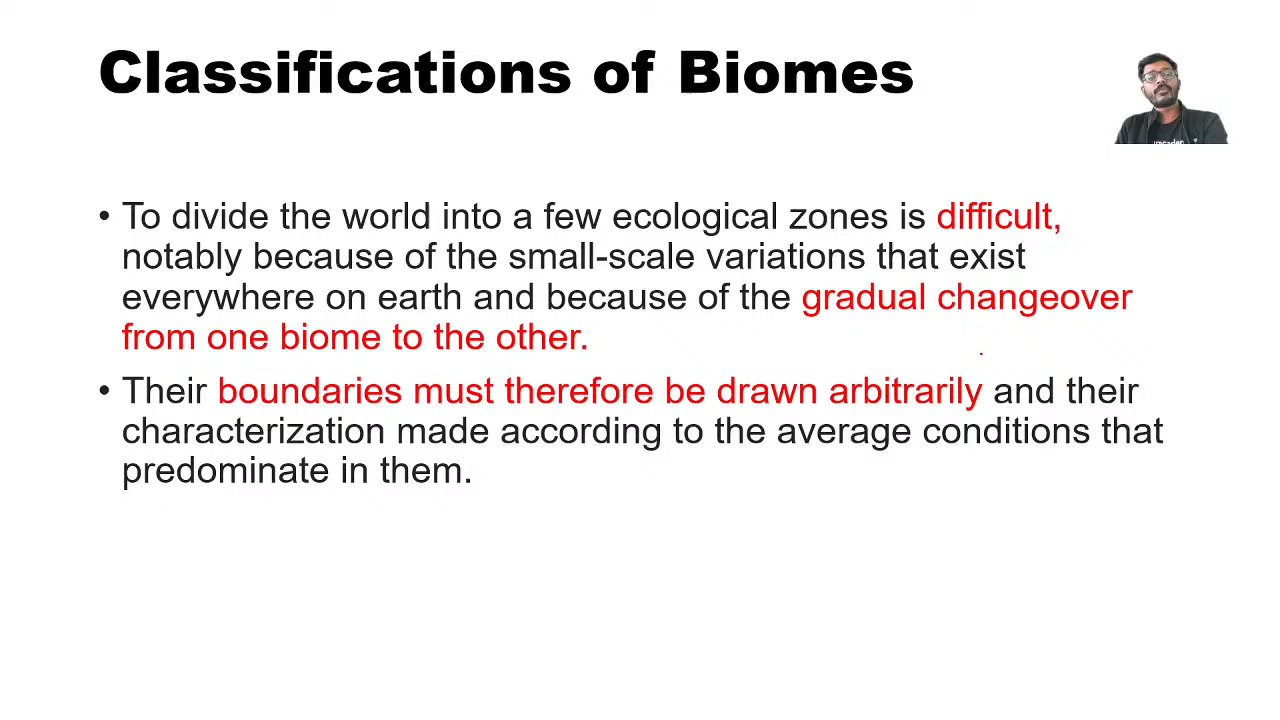 Classifications of Biomes
• To divide the world into a few ecological zones is difficult,
notably because of the small-scale variations that exist
everywhere on earth and because of the gradual changeover
from one biome to the other.
• Their boundaries must therefore be drawn arbitrarily and their
characterization made according to the average conditions that
predominate in them.